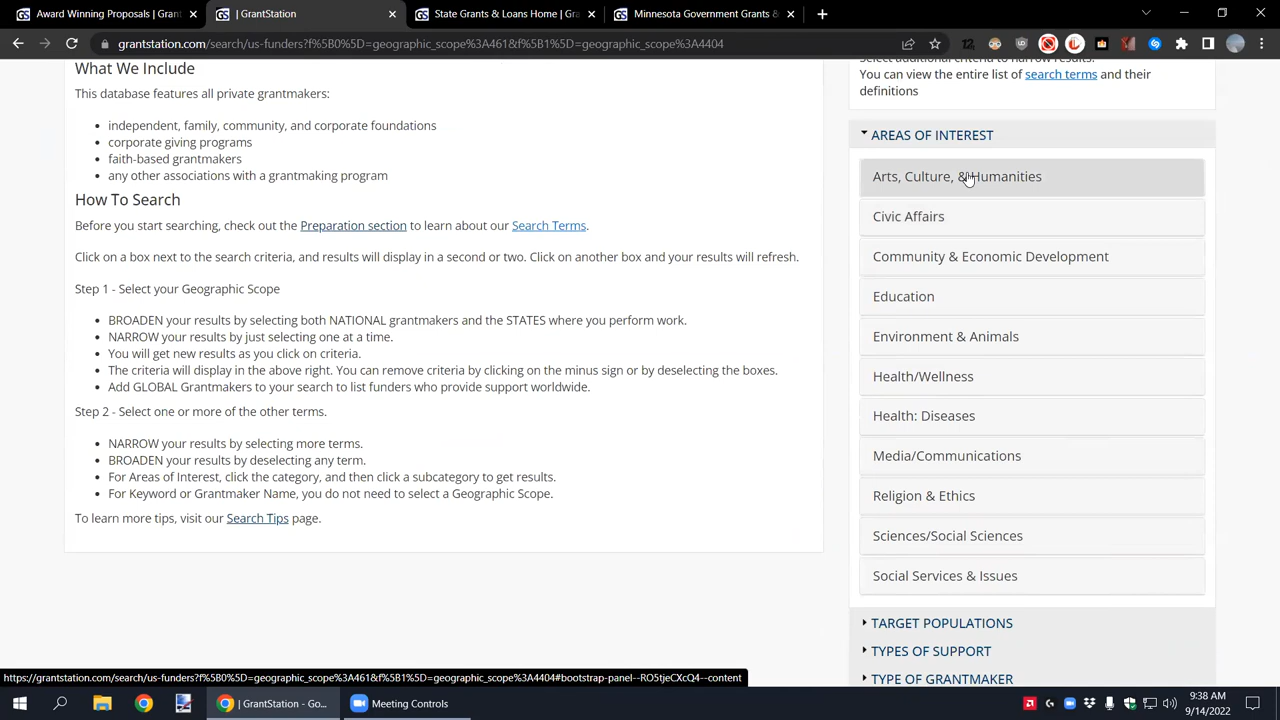 Award Winning Proposals | Grant
| GrantStation
State Grants & Loans Home | Gra
Minnesota Government Grants &
grantstation.com/search/us-funders?f%5B0%5D=geographic_scope%3A461&f%5B1%5D=geographic_scope%3A4404
What We Include
This database features all private grantmakers:
independent, family, community, and corporate foundations
corporate giving programs
faith-based grantmakers
any other associations with a grantmaking program
How To Search
Before you start searching, check out the Preparation section to learn about our Search Terms.
Click on a box next to the search criteria, and results will display in a second or two. Click on another box and your results will refresh.
Step 1 - Select your Geographic Scope
BROADEN your results by selecting both NATIONAL grantmakers and the STATES where you perform work.
NARROW your results by just selecting one at a time.
You will get new results as you click on criteria.
The criteria will display in the above right. You can remove criteria by clicking on the minus sign or by deselecting the boxes.
Add GLOBAL Grantmakers to your search to list funders who provide support worldwide.
Step 2 - Select one or more of the other terms.
NARROW your results by selecting more terms.
BROADEN your results by deselecting any term.
For Areas of Interest, click the category, and then click a subcategory to get results.
For Keyword or Grantmaker Name, you do not need to select a Geographic Scope.
To learn more tips, visit our Search Tips page.
Select additional criteria to narrow results.
You can view the entire list of search terms and their
definitions
AREAS OF INTEREST
Arts, Culture, & Humanities
Civic Affairs
Community & Economic Development
Education
Environment & Animals
Health/Wellness
Health: Diseases
Media/Communications
Religion & Ethics
Sciences/Social Sciences
Social Services & Issues
TARGET POPULATIONS
TYPES OF SUPPORT
TYPE OF GRANTMAKER
https://grantstation.com/search/us-funders?f%5B0%5D=geographic_scope%3A461&f%5B1%5D=geographic_scope%3A4404#bootstrap-panel--RO5tjeCXcQ4--content
| GrantStation - Go...
Meeting Controls
9:38 AM
9/14/2022